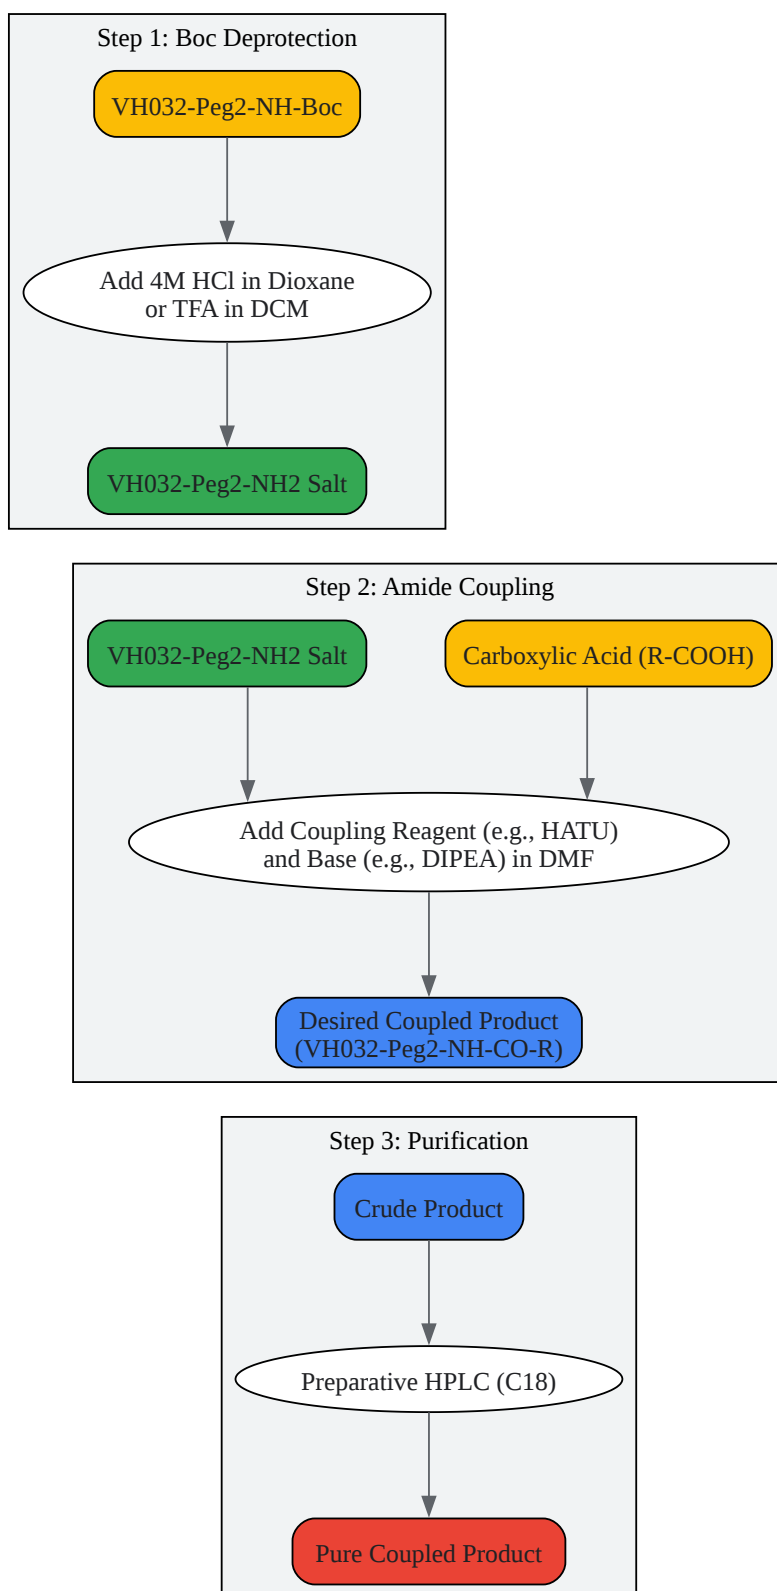 Step 1: Boc Deprotection
VH032-Peg2-NH-Boc
Add 4M HCl in Dioxane
or TFA in DCM
VH032-Peg2-NH2 Salt
Step 2: Amide Coupling
VH032-Peg2-NH2 Salt
Carboxylic Acid (R-COOH)
Add Coupling Reagent (e.g., HATU)
and Base (e.g., DIPEA) in DMF
Desired Coupled Product
(VH032-Peg2-NH-CO-R)
Step 3: Purification
Crude Product
Preparative HPLC (C18)
Pure Coupled Product